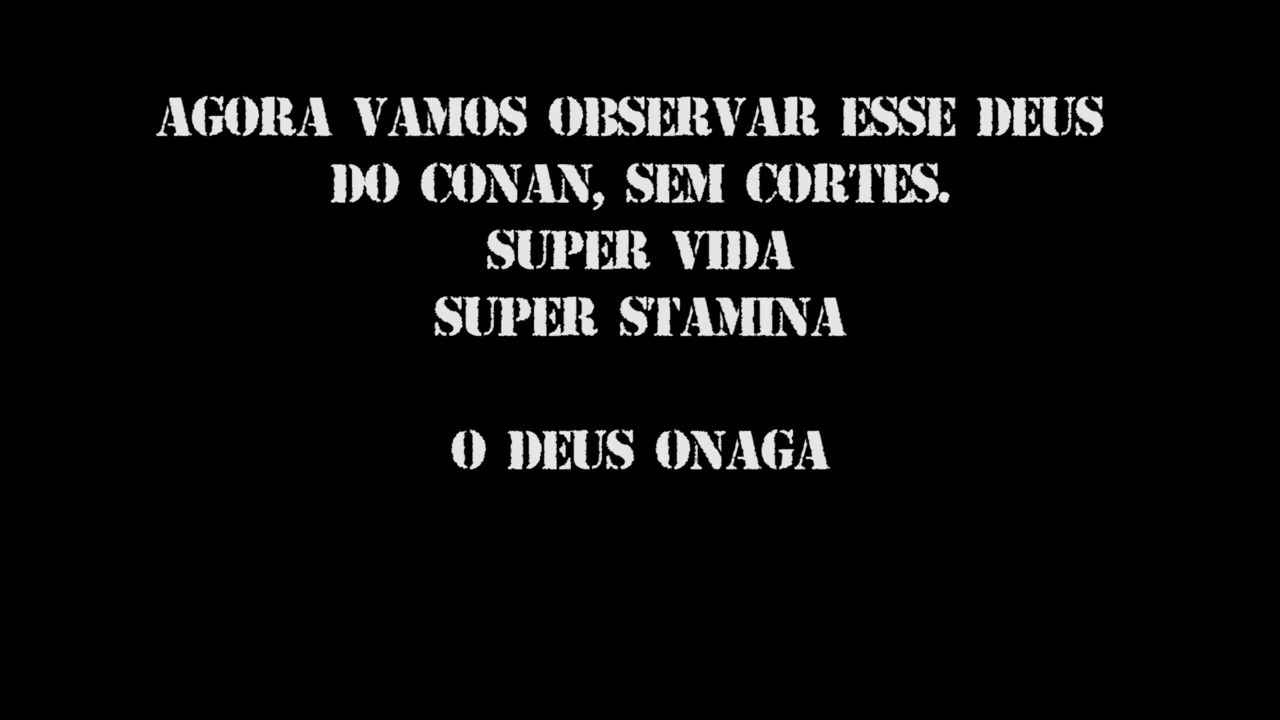 AGORA VAMOS OBSERVAR ESSE DEUS
DO CONAN, SEM CORTES.
SUPER VIDA
SUPER STAMINA
O DEUS ONAGA